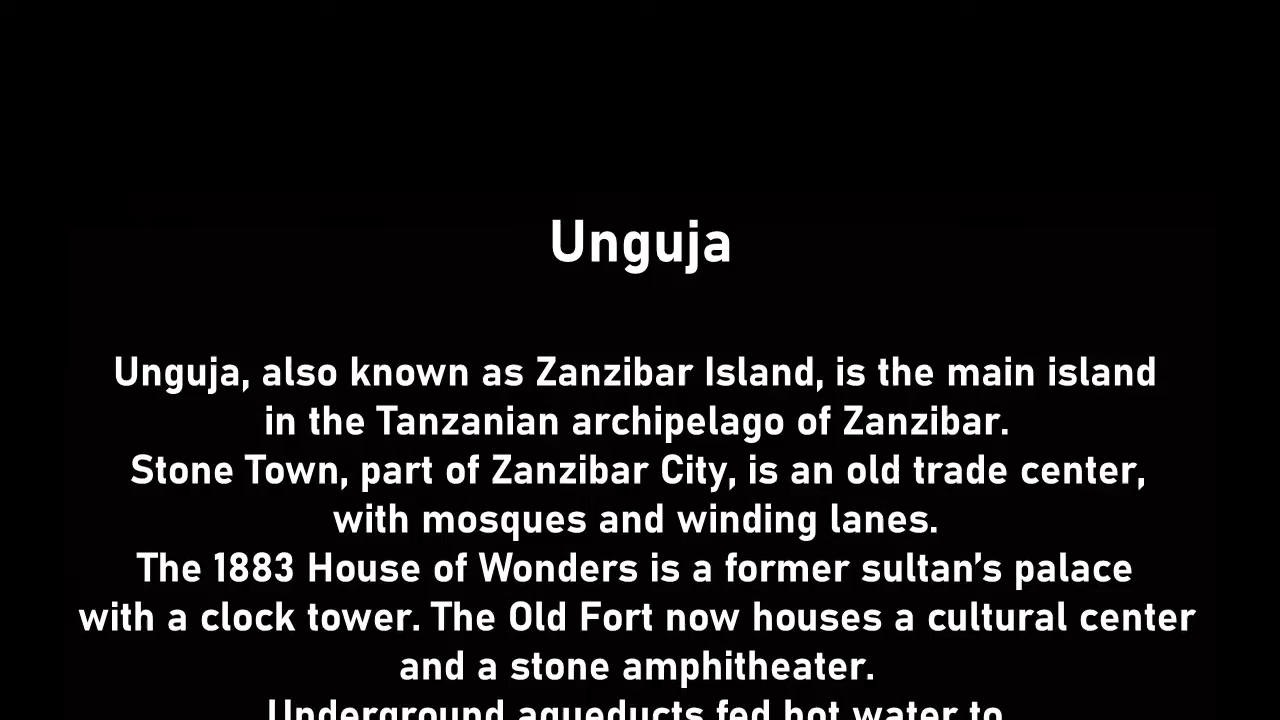 Unguja
Unguja, also known as Zanzibar Island, is the main island
in the Tanzanian archipelago of Zanzibar.
Stone Town, part of Zanzibar City, is an old trade center,
with mosques and winding lanes.
The 1883 House of Wonders is a former sultan’s palace
with a clock tower. The Old Fort now houses a cultural center
and a stone amphitheater.
Underground aqueducts fed hot water to